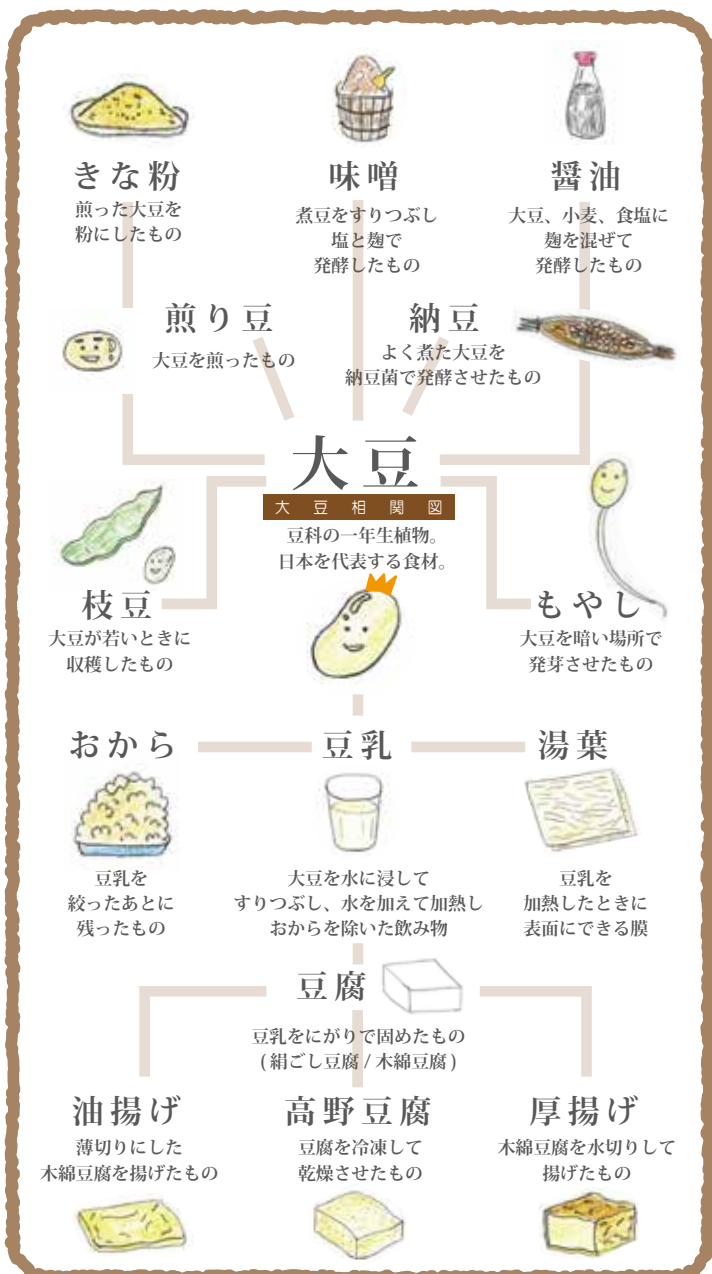 きな粉
煎った大豆を
粉にしたもの
味噌
煮豆をすりつぶし
塩と麹で
発酵したもの
醤油
大豆、小麦、食塩に
麹を混ぜて
発酵したもの
煎り豆
大豆を煎ったもの
納豆
よく煮た大豆を
納豆菌で発酵させたもの
大豆
大豆相関図
豆科の一年生植物。
日本を代表する食材。
枝豆
大豆が若いときに
収穫したもの
もやし
大豆を暗い場所で
発芽させたもの
おから
豆乳を
絞ったあとに
残ったもの
豆乳
大豆を水に浸して
すりつぶし、水を加えて加熱し
おからを除いた飲み物
湯葉
豆乳を
加熱したときに
表面にできる膜
豆腐
豆乳をにがりで固めたもの
(絹ごし豆腐/木綿豆腐)
油揚げ
薄切りにした
木綿豆腐を揚げたもの
高野豆腐
豆腐を冷凍して
乾燥させたもの
厚揚げ
木綿豆腐を水切りして
揚げたもの